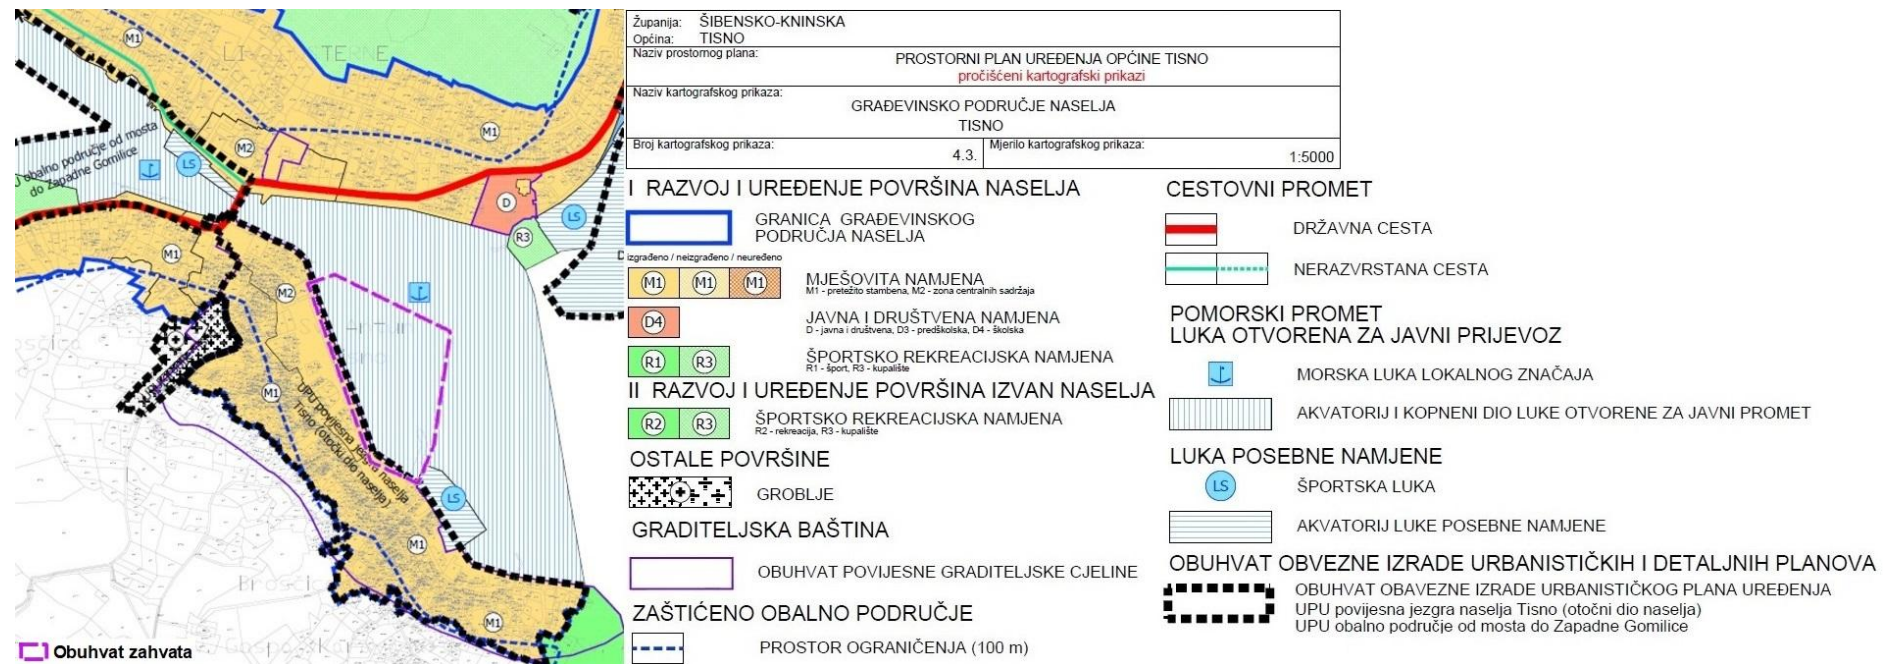 M1
LI - STERNE
M1
M2
LS
UPU obalno područje od mosta
do Zapadne Gomilice
D
LS
R3
M1
M2
M1
UPU povijesna jezgra naselja
Tisno (otočki dio naselja)
LS
M1
M1
Obuhvat zahvata
Županija: ŠIBENSKO-KNINSKA
Općina: TISNO
Naziv prostornog plana:
PROSTORNI PLAN UREĐENJA OPĆINE TISNO
pročišćeni kartografski prikazi
Naziv kartografskog prikaza:
GRAĐEVINSKO PODRUČJE NASELJA
TISNO
Broj kartografskog prikaza: 4.3.
Mjerilo kartografskog prikaza: 1:5000
I RAZVOJ I UREĐENJE POVRŠINA NASELJA
GRANICA GRAĐEVINSKOG
PODRUČJA NASELJA
izgrađeno / neizgrađeno / neuređeno
M1 M1 M1 MJEŠOVITA NAMJENA
M1 - pretežito stambena, M2 - zona centralnih sadržaja
D4 JAVNA I DRUŠTVENA NAMJENA
D - javna i društvena, D3 - predškolska, D4 - školska
R1 R3 ŠPORTSKO REKREACIJSKA NAMJENA
R1 - šport, R3 - kupalište
II RAZVOJ I UREĐENJE POVRŠINA IZVAN NASELJA
R2 R3 ŠPORTSKO REKREACIJSKA NAMJENA
R2 - rekreacija, R3 - kupalište
OSTALE POVRŠINE
GROBLJE
GRADITELJSKA BAŠTINA
OBUHVAT POVIJESNE GRADITELJSKE CJELINE
ZAŠTIĆENO OBALNO PODRUČJE
PROSTOR OGRANIČENJA (100 m)
CESTOVNI PROMET
DRŽAVNA CESTA
NERAZVRSTANA CESTA
POMORSKI PROMET
LUKA OTVORENA ZA JAVNI PRIJEVOZ
MORSKA LUKA LOKALNOG ZNAČAJA
AKVATORIJ I KOPNENI DIO LUKE OTVORENE ZA JAVNI PROMET
LUKA POSEBNE NAMJENE
LS ŠPORTSKA LUKA
AKVATORIJ LUKE POSEBNE NAMJENE
OBUHVAT OBVEZNE IZRADE URBANISTIČKIH I DETALJNIH PLANOVA
OBUHVAT OBAVEZNE IZRADE URBANISTIČKOG PLANA UREĐENJA
UPU povijesna jezgra naselja Tisno (otočni dio naselja)
UPU obalno područje od mosta do Zapadne Gomilice